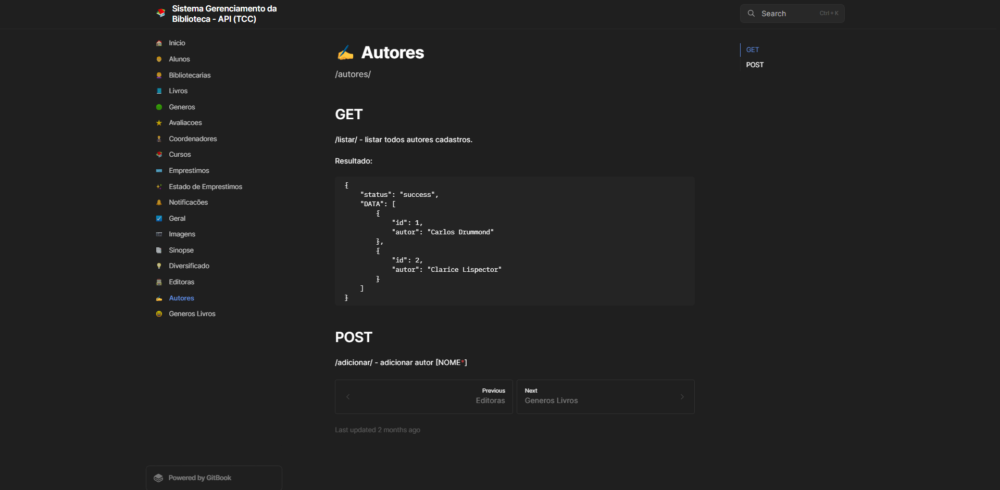 Sistema Gerenciamento da
Biblioteca - API (TCC)
Search
Ctrl + K
Inicio
Alunos
Bibliotecarias
Livros
Generos
Avaliacoes
Coordenadores
Cursos
Emprestimos
Estado de Emprestimos
Notificacões
Geral
Imagens
Sinopse
Diversificado
Editoras
Autores
Generos Livros
Autores
/autores/
GET
/listar/ - listar todos autores cadastros.
Resultado:
{
    "status": "success",
    "DATA": [
        {
            "id": 1,
            "autor": "Carlos Drummond"
        },
        {
            "id": 2,
            "autor": "Clarice Lispector"
        }
    ]
}
POST
/adicionar/ - adicionar autor [NOME*]
Previous
Editoras
Next
Generos Livros
Last updated 2 months ago
GET
POST
Powered by GitBook